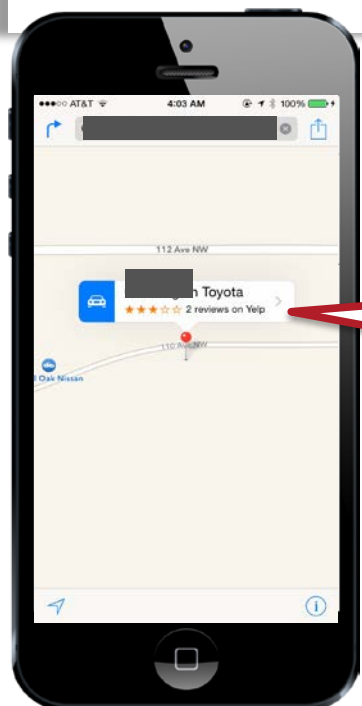 AT&T 4:03 AM 100%
112 Ave NW
n Toyota
2 reviews on Yelp
110 Ave NW
Oak Nissan